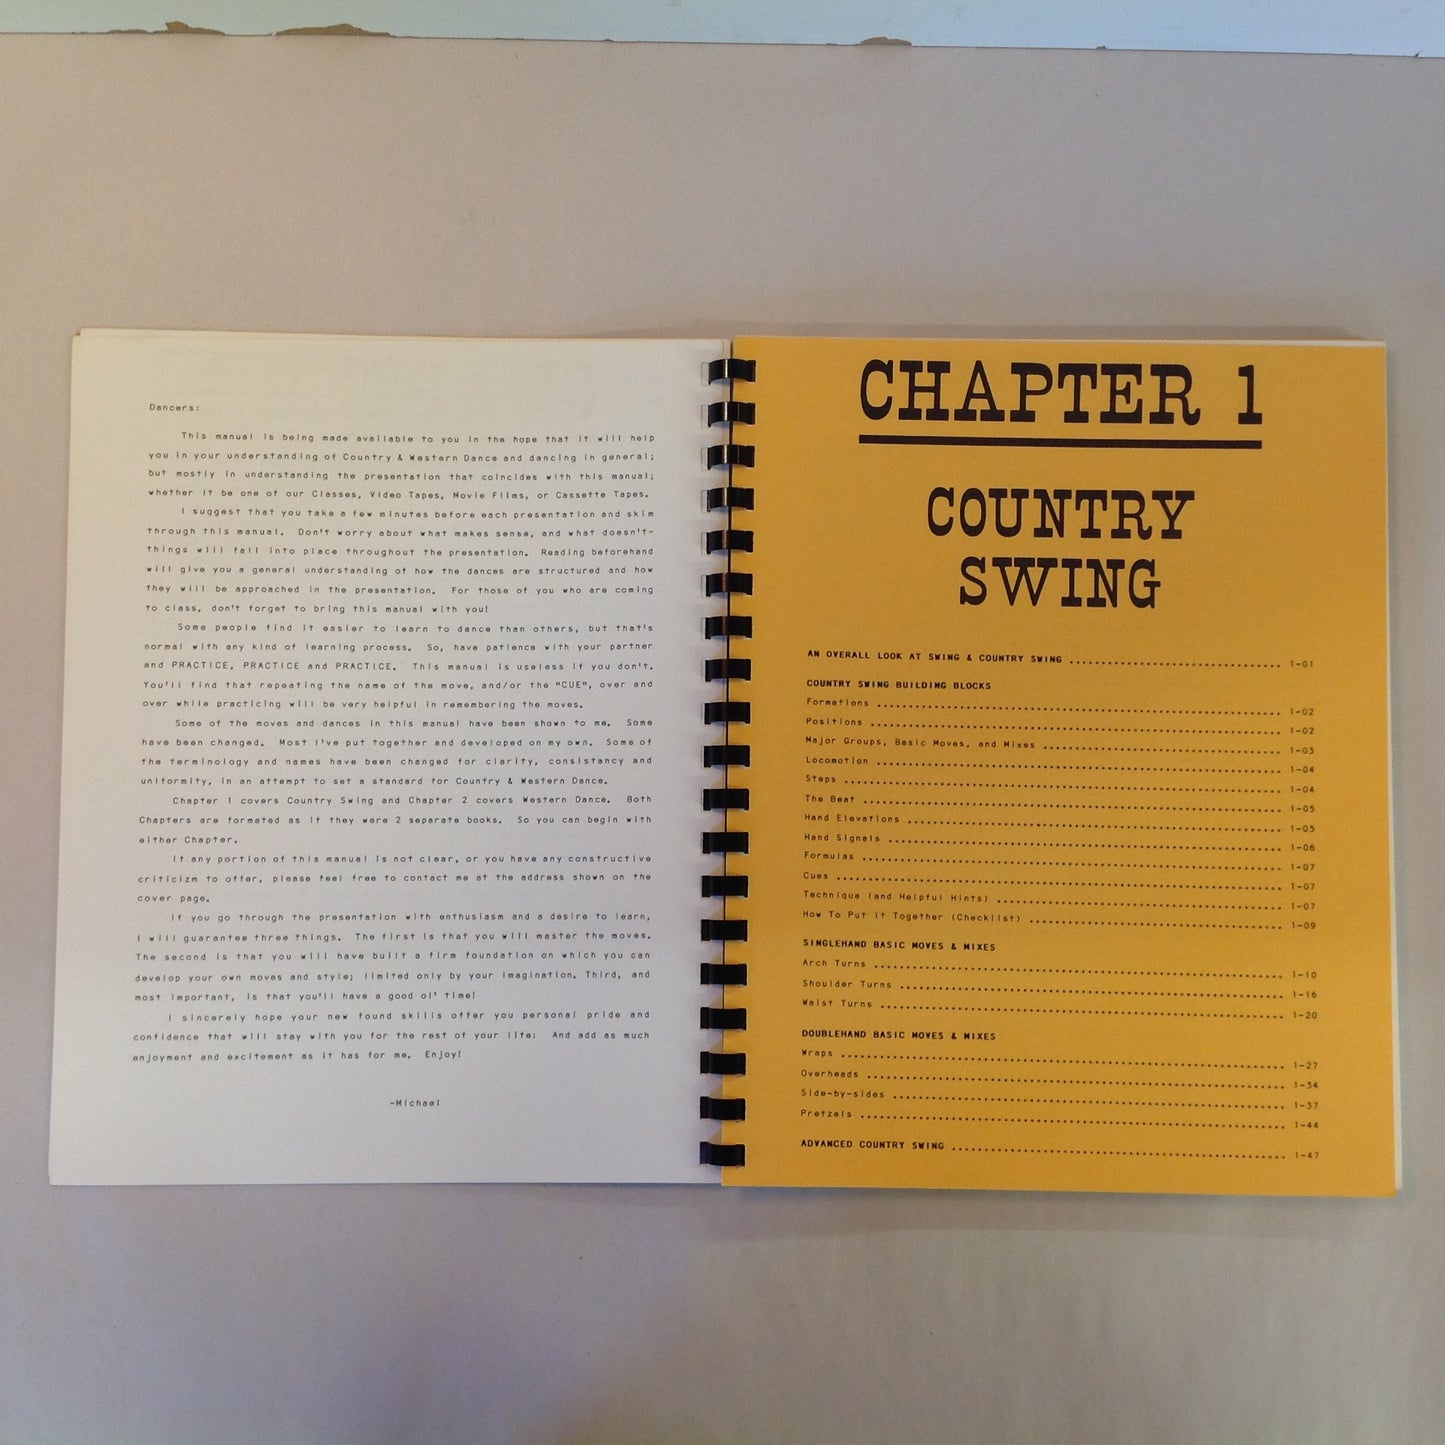 Dancers:
This manual is being made available to you in the hope that it will help
you in your understanding of Country & Western Dance and dancing in general;
but mostly in understanding the presentation that coincides with this manual;
whether it be one of our Classes, Video Tapes, Movie Films, or Cassette Tapes.
I suggest that you take a few minutes before each presentation and skim
through this manual. Don't worry about what makes sense, and what doesn't-
things will fall into place throughout the presentation. Reading beforehand
will give you a general understanding of how the dances are structured and how
they will be approached in the presentation. For those of you who are coming
to class, don't forget to bring this manual with you!
Some people find it easier to learn to dance than others, but that's
normal with any kind of learning process. So, have patience with your partner
and PRACTICE, PRACTICE and PRACTICE. This manual is useless if you don't.
You'll find that repeating the name of the move, and/or the "CUE", over and
over while practicing will be very helpful in remembering the moves.
Some of the moves and dances in this manual have been shown to me. Some
have been changed. Most I've put together and developed on my own. Some of
the terminology and names have been changed for clarity, consistancy and
uniformity, in an attempt to set a standard for Country & Western Dance.
Chapter 1 covers Country Swing and Chapter 2 covers Western Dance. Both
Chapters are formated as if they were 2 separate books. So you can begin with
either Chapter.
If any portion of this manual is not clear, or you have any constructive
criticizm to offer, please feel free to contact me at the address shown on the
cover page.
If you go through the presentation with enthusiasm and a desire to learn,
I will guarantee three things. The first is that you will master the moves.
The second is that you will have built a firm foundation on which you can
develop your own moves and style; limited only by your imagination. Third, and
most important, is that you'll have a good ol' time!
I sincerely hope your new found skills offer you personal pride and
confidence that will stay with you for the rest of your life: And add as much
enjoyment and excitement as it has for me. Enjoy!
-Michael
CHAPTER 1
COUNTRY
SWING
AN OVERALL LOOK AT SWING & COUNTRY SWING ........ 1-01
COUNTRY SWING BUILDING BLOCKS
Formations ........ 1-02
Positions ........ 1-02
Major Groups, Basic Moves, and Mixes ........ 1-03
Locomotion ........ 1-04
Steps ........ 1-04
The Beat ........ 1-05
Hand Elevations ........ 1-05
Hand Signals ........ 1-06
Formulas ........ 1-07
Cues ........ 1-07
Technique (and Helpful Hints) ........ 1-07
How To Put It Together (Checklist) ........ 1-09
SINGLEHAND BASIC MOVES & MIXES
Arch Turns ........ 1-10
Shoulder Turns ........ 1-16
Waist Turns ........ 1-20
DOUBLEHAND BASIC MOVES & MIXES
Wraps ........ 1-27
Overheads ........ 1-34
Side-by-sides ........ 1-37
Pretzels ........ 1-44
ADVANCED COUNTRY SWING ........ 1-47